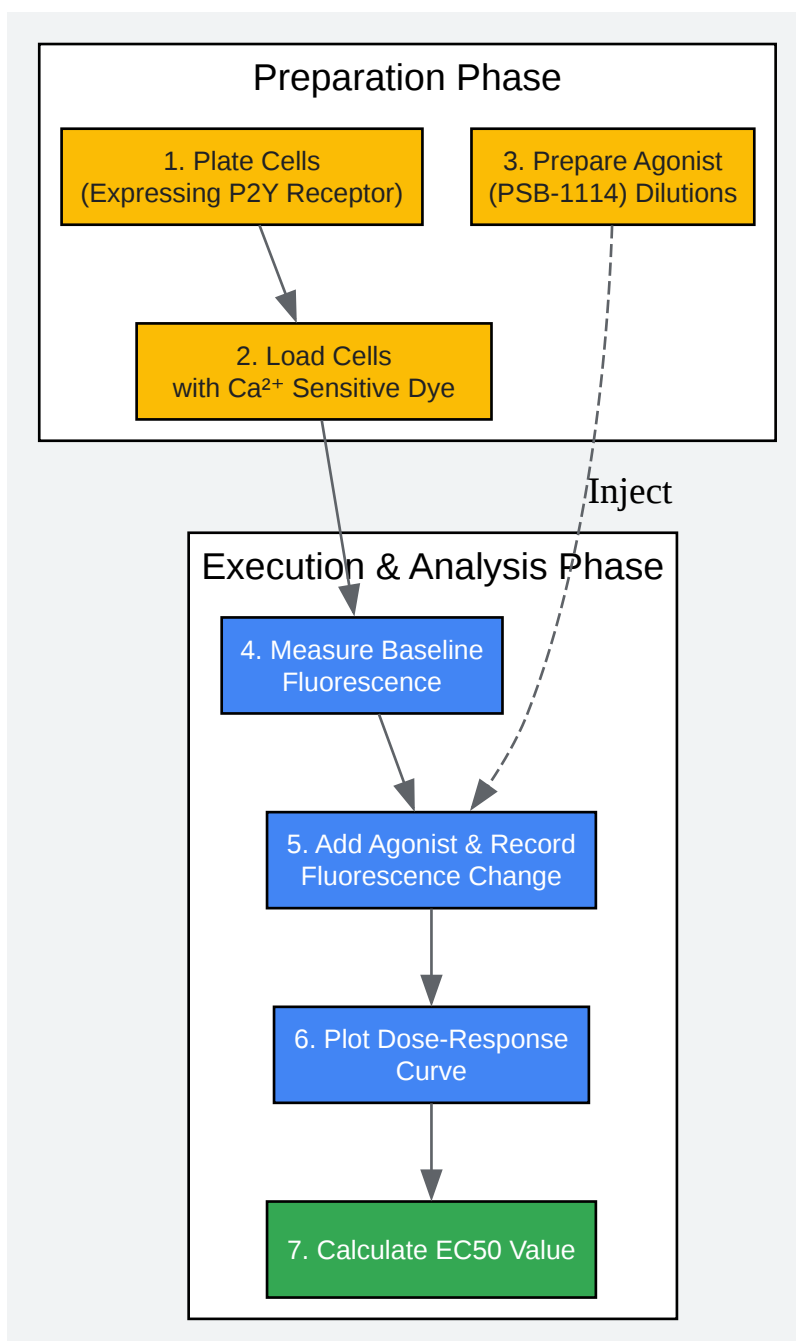 Preparation Phase
1. Plate Cells
(Expressing P2Y Receptor)
3. Prepare Agonist
(PSB-1114) Dilutions
2. Load Cells
with Ca²⁺ Sensitive Dye
Inject
Execution & Analysis Phase
4. Measure Baseline
Fluorescence
5. Add Agonist & Record
Fluorescence Change
6. Plot Dose-Response
Curve
7. Calculate EC50 Value